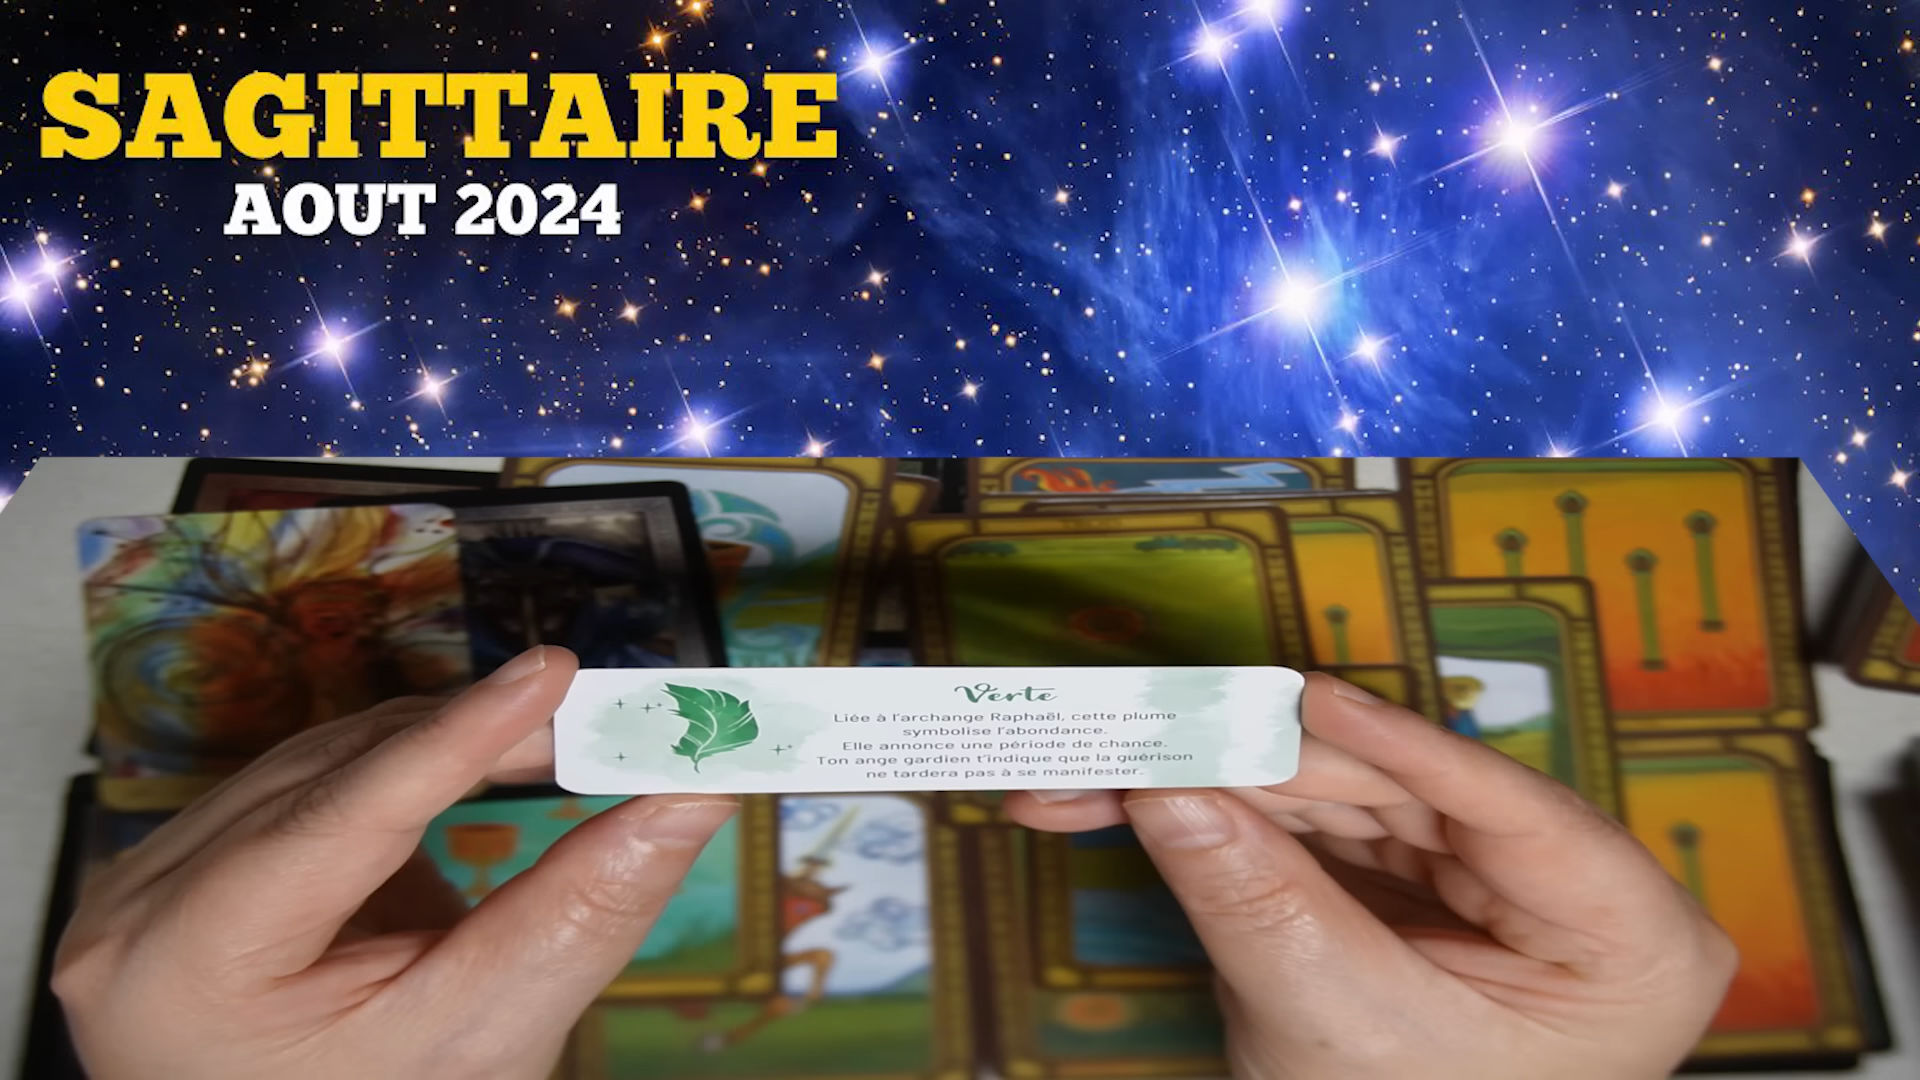 SAGITTAIRE
AOUT 2024
Verte
Liée à l'archange Raphaël, cette plume
symbolise l'abondance.
Elle annonce une période de chance.
Ton ange gardien t'indique que la guérison
ne tardera pas à se manifester.